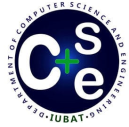 DEPARTMENT OF COMPUTER SCIENCE AND ENGINEERING
•IUBAT•
C+se